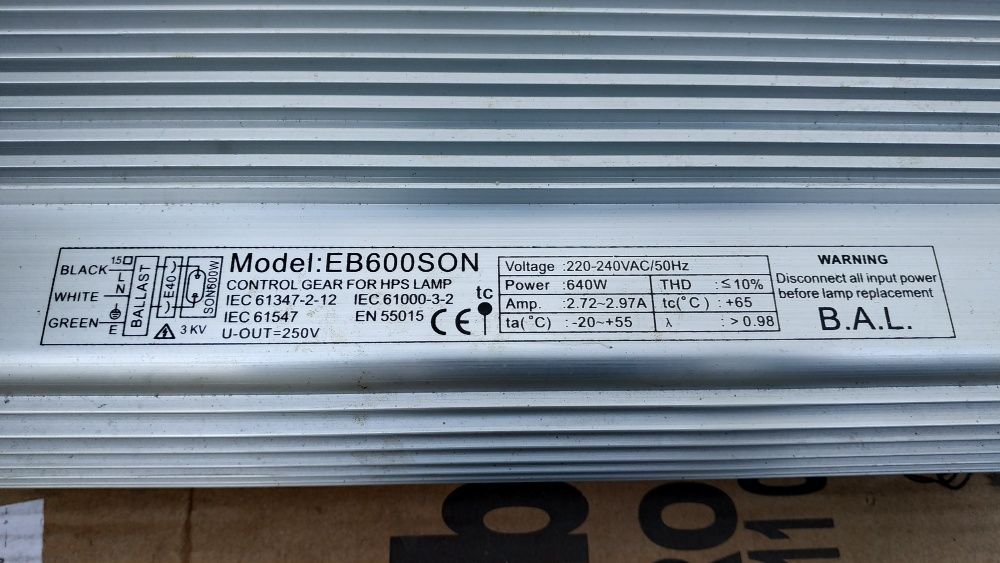 BLACK
WHITE
GREEN
1.5
L
N
E
BALLAST
E40
SON600W
3 KV
Model:EB600SON
CONTROL GEAR FOR HPS LAMP
IEC 61347-2-12 IEC 61000-3-2
IEC 61547 EN 55015
U-OUT=250V
CE
tc
Voltage :220-240VAC/50Hz
Power :640W THD :≤10%
Amp. :2.72~2.97A tc(°C) :+65
ta(°C) :-20~+55 λ :>0.98
WARNING
Disconnect all input power
before lamp replacement
B.A.L.